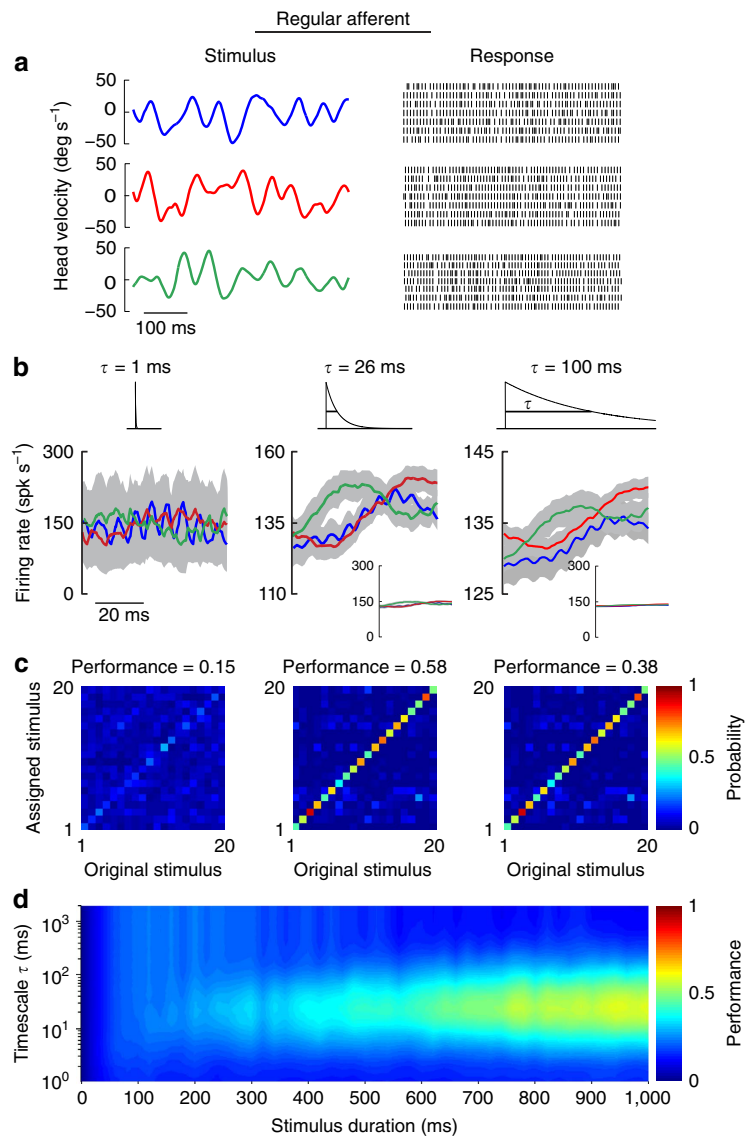 Regular afferent
Stimulus
Response
a
Head velocity (deg s⁻¹)
50
0
−50
50
0
−50
50
0
−50
100 ms
b
τ = 1 ms
τ = 26 ms
τ = 100 ms
τ
Firing rate (spk s⁻¹)
300
150
0
20 ms
160
135
110
300
150
0
145
135
125
300
150
0
c
Performance = 0.15
Performance = 0.58
Performance = 0.38
Assigned stimulus
20
1
1
20
Original stimulus
1
20
Original stimulus
1
20
Original stimulus
1
0.5
0
Probability
d
Timescale τ (ms)
10³
10²
10¹
10⁰
0
100
200
300
400
500
600
700
800
900
1,000
Stimulus duration (ms)
1
0.5
0
Performance